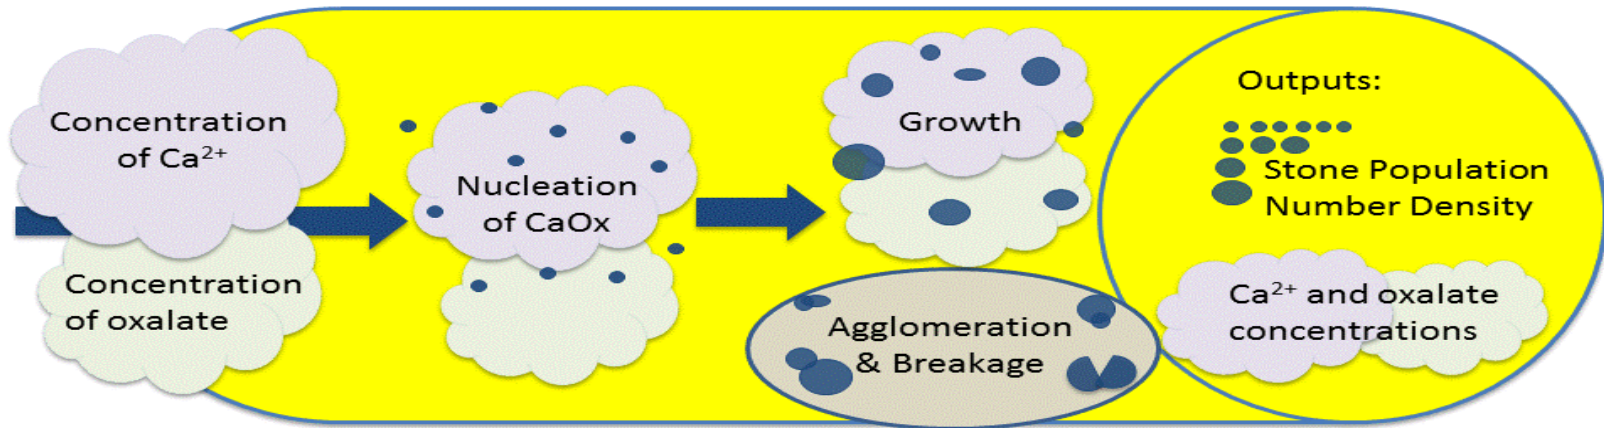 Concentration
of Ca²⁺
Concentration
of oxalate
Nucleation
of CaOx
Growth
Agglomeration
& Breakage
Outputs:
Stone Population
Number Density
Ca²⁺ and oxalate
concentrations